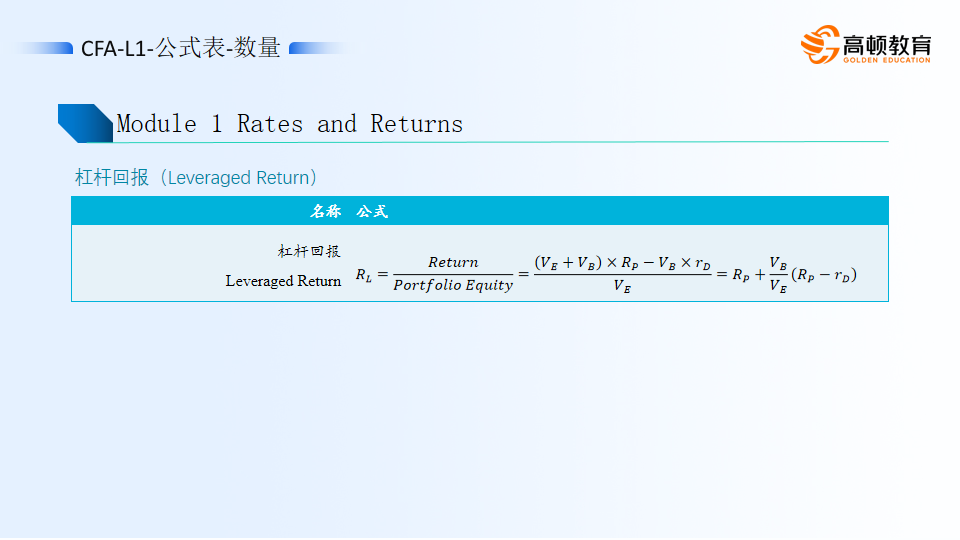 CFA-L1-公式表-数量
高顿教育
GOLDEN EDUCATION
Module 1 Rates and Returns
杠杆回报（Leveraged Return）
名称 公式
杠杆回报
Leveraged Return
R_L = Return / Portfolio Equity = ((V_E + V_B) × R_P − V_B × r_D) / V_E = R_P + V_B / V_E (R_P − r_D)